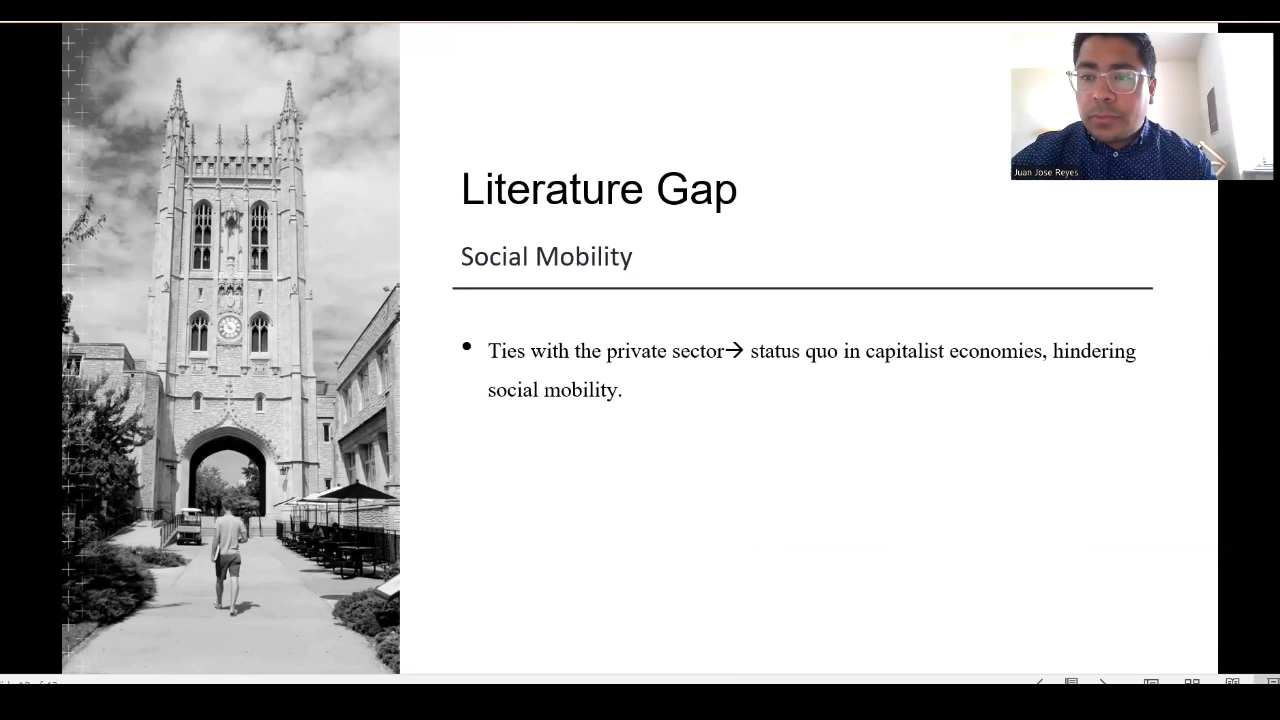 Literature Gap
Juan Jose Reyes
Social Mobility
• Ties with the private sector→ status quo in capitalist economies, hindering
social mobility.